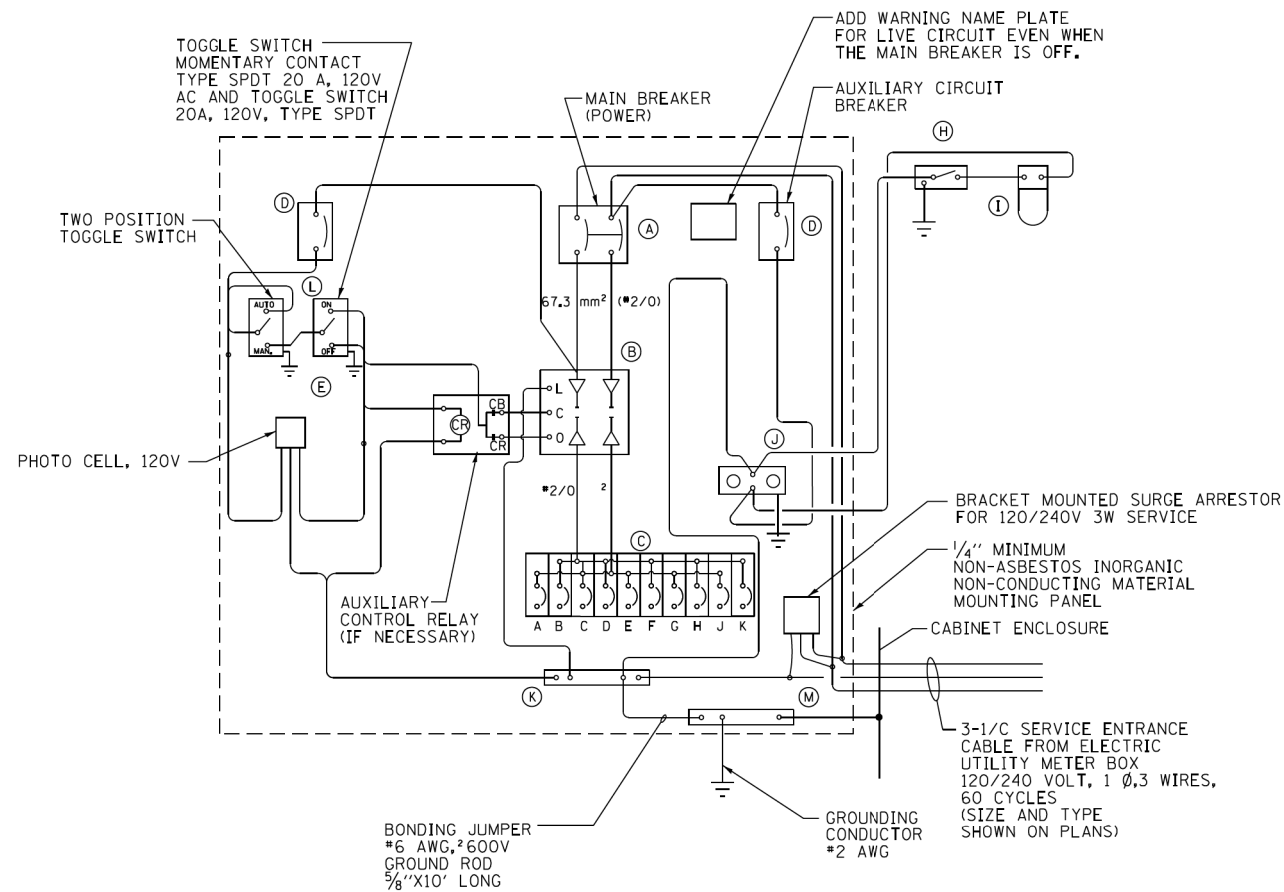 ADD WARNING NAME PLATE
FOR LIVE CIRCUIT EVEN WHEN
THE MAIN BREAKER IS OFF.
TOGGLE SWITCH
MOMENTARY CONTACT
TYPE SPDT 20 A, 120V
AC AND TOGGLE SWITCH
20A, 120V, TYPE SPDT
MAIN BREAKER
(POWER)
AUXILIARY CIRCUIT
BREAKER
H
I
D
A
D
TWO POSITION
TOGGLE SWITCH
L
AUTO
MAN.
ON
OFF
E
67.3 mm² (#2/0)
B
L
C
O
CB
CR
CR
PHOTO CELL, 120V
J
#2/0
2
C
A B C D E F G H J K
AUXILIARY
CONTROL RELAY
(IF NECESSARY)
BRACKET MOUNTED SURGE ARRESTOR
FOR 120/240V 3W SERVICE
1/4" MINIMUM
NON-ASBESTOS INORGANIC
NON-CONDUCTING MATERIAL
MOUNTING PANEL
CABINET ENCLOSURE
K
M
3-1/C SERVICE ENTRANCE
CABLE FROM ELECTRIC
UTILITY METER BOX
120/240 VOLT, 1 Ø,3 WIRES,
60 CYCLES
(SIZE AND TYPE
SHOWN ON PLANS)
BONDING JUMPER
#6 AWG,²600V
GROUND ROD
5/8"X10' LONG
GROUNDING
CONDUCTOR
#2 AWG